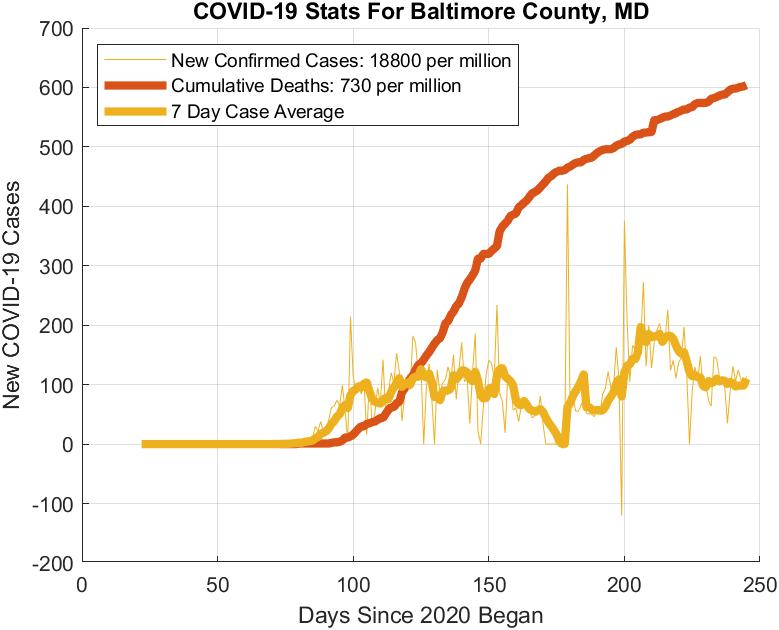 COVID-19 Stats For Baltimore County, MD
700
600
500
400
300
200
100
0
-100
-200
New COVID-19 Cases
New Confirmed Cases: 18800 per million
Cumulative Deaths: 730 per million
7 Day Case Average
0 50 100 150 200 250
Days Since 2020 Began